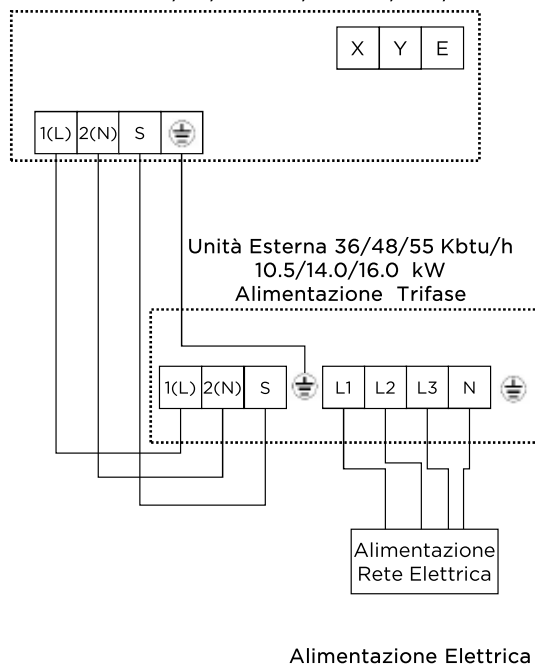 X Y E
1(L) 2(N) S
Unità Esterna 36/48/55 Kbtu/h
10.5/14.0/16.0 kW
Alimentazione Trifase
1(L) 2(N) S L1 L2 L3 N
Alimentazione
Rete Elettrica
Alimentazione Elettrica